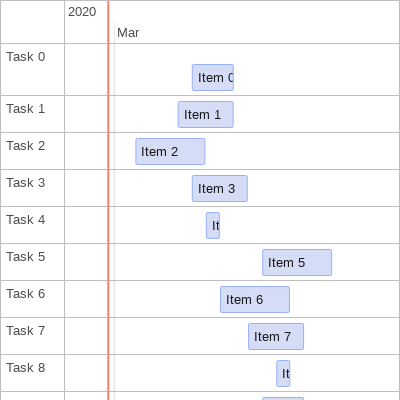 2020
Mar
Task 0
Item 0
Task 1
Item 1
Task 2
Item 2
Task 3
Item 3
Task 4
It
Task 5
Item 5
Task 6
Item 6
Task 7
Item 7
Task 8
It